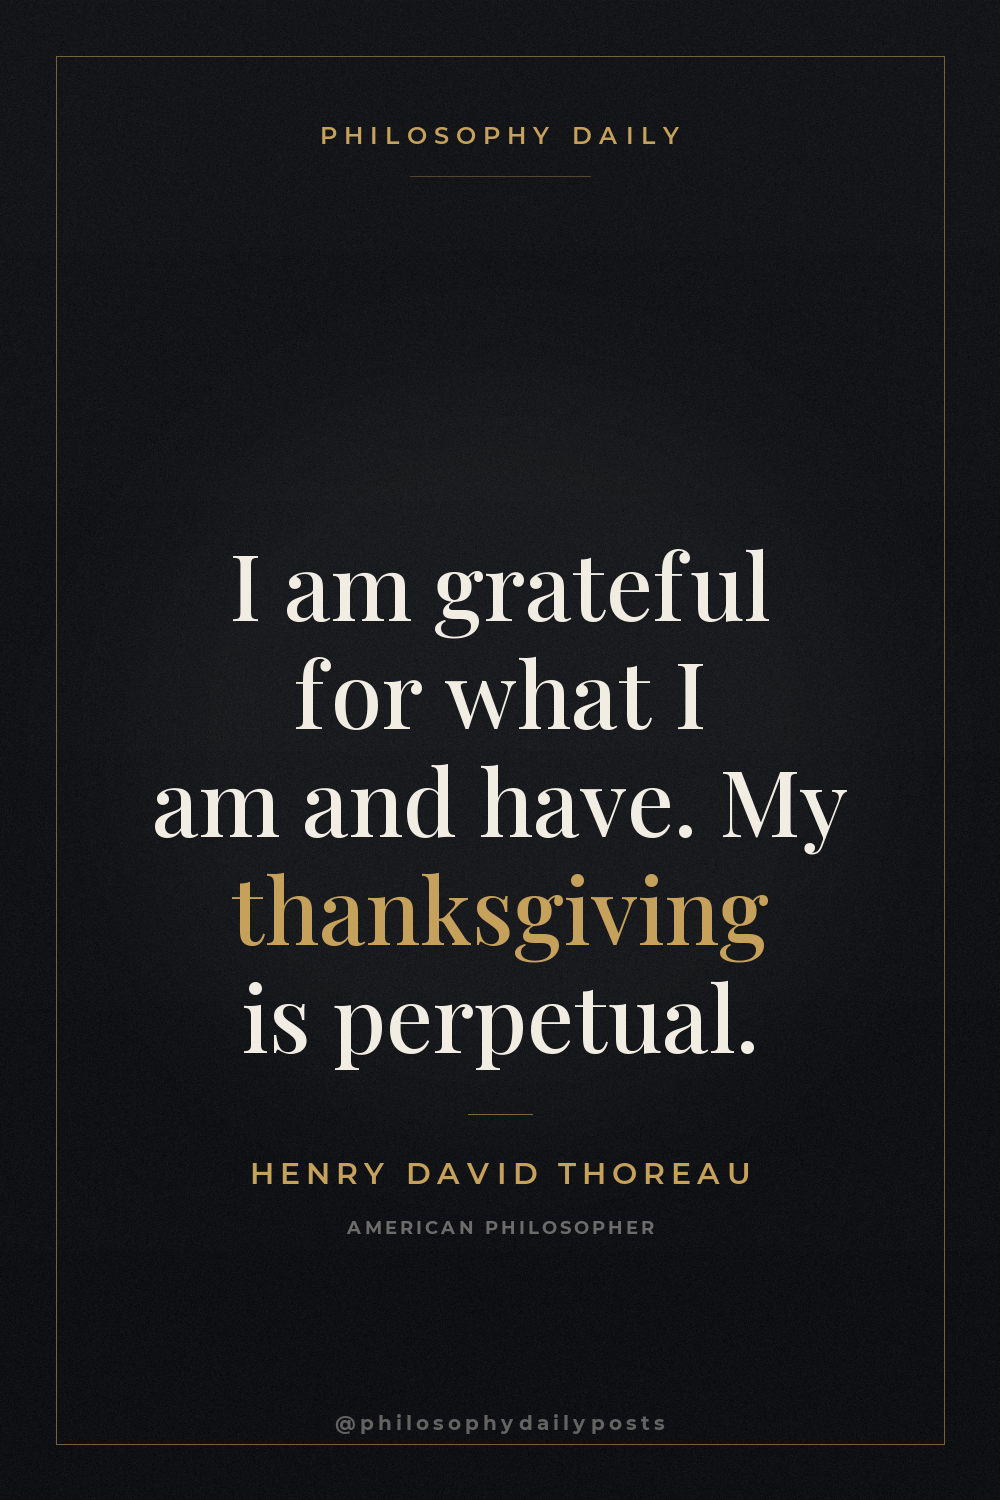 PHILOSOPHY DAILY
I am grateful
for what I
am and have. My
thanksgiving
is perpetual.
HENRY DAVID THOREAU
AMERICAN PHILOSOPHER
@philosophydailyposts